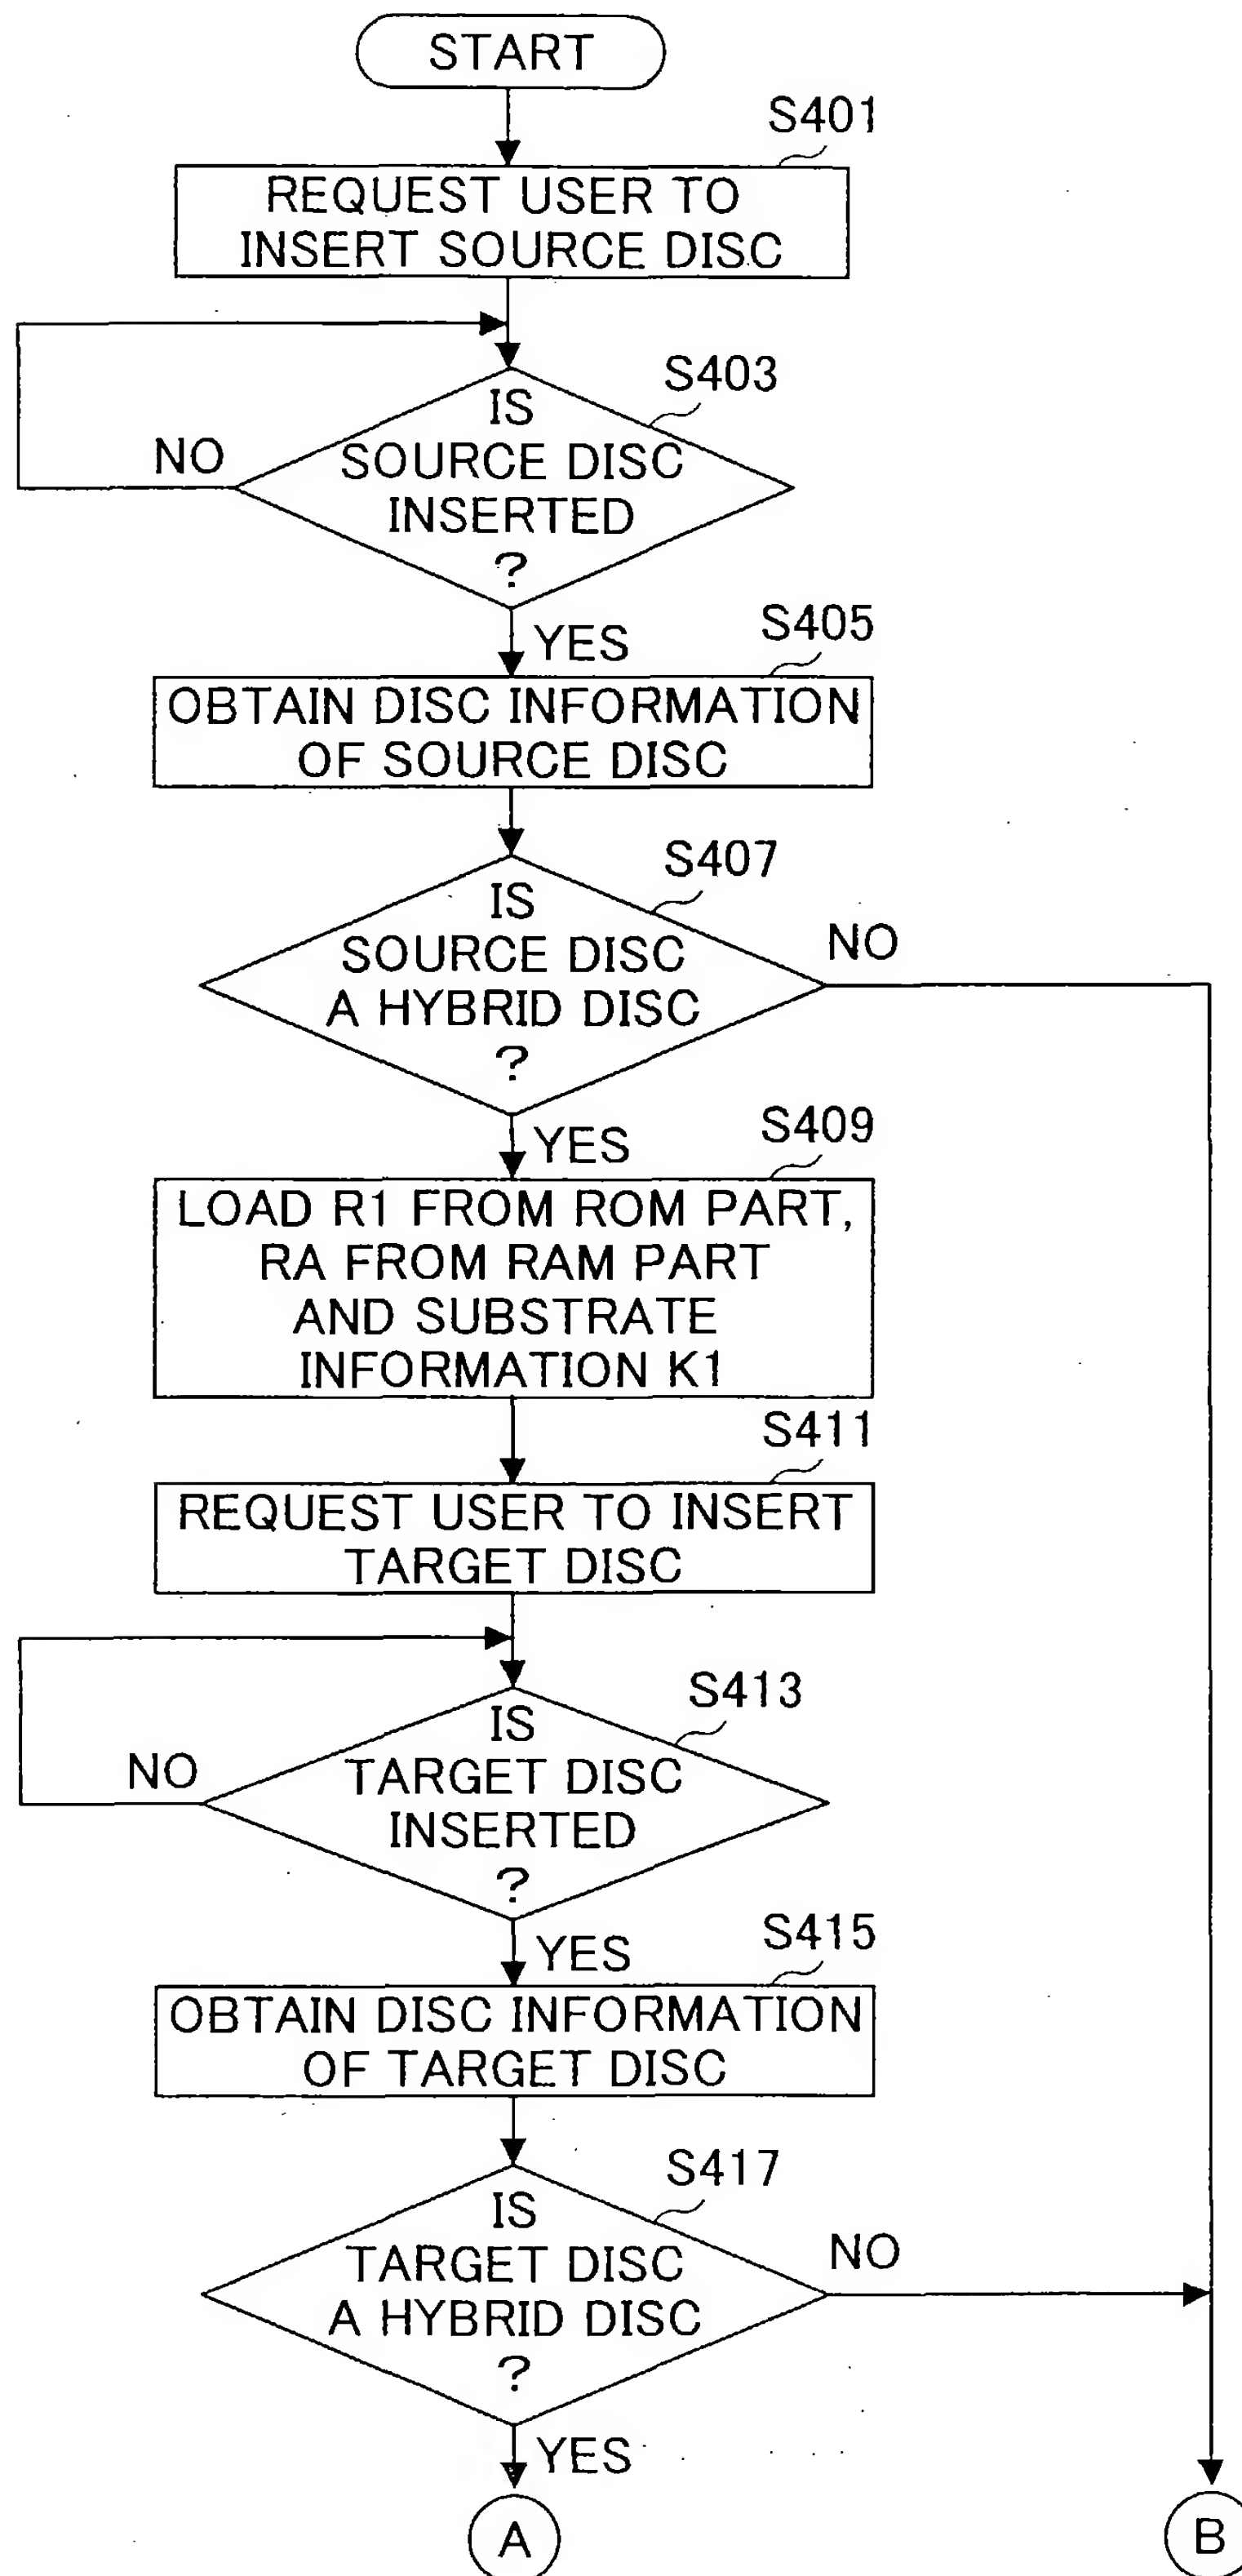 START
S401
REQUEST USER TO
INSERT SOURCE DISC
S403
IS
SOURCE DISC
INSERTED
?
NO
YES
S405
OBTAIN DISC INFORMATION
OF SOURCE DISC
S407
IS
SOURCE DISC
A HYBRID DISC
?
NO
YES
S409
LOAD R1 FROM ROM PART,
RA FROM RAM PART
AND SUBSTRATE
INFORMATION K1
S411
REQUEST USER TO INSERT
TARGET DISC
S413
IS
TARGET DISC
INSERTED
?
NO
YES
S415
OBTAIN DISC INFORMATION
OF TARGET DISC
S417
IS
TARGET DISC
A HYBRID DISC
?
NO
YES
A
B